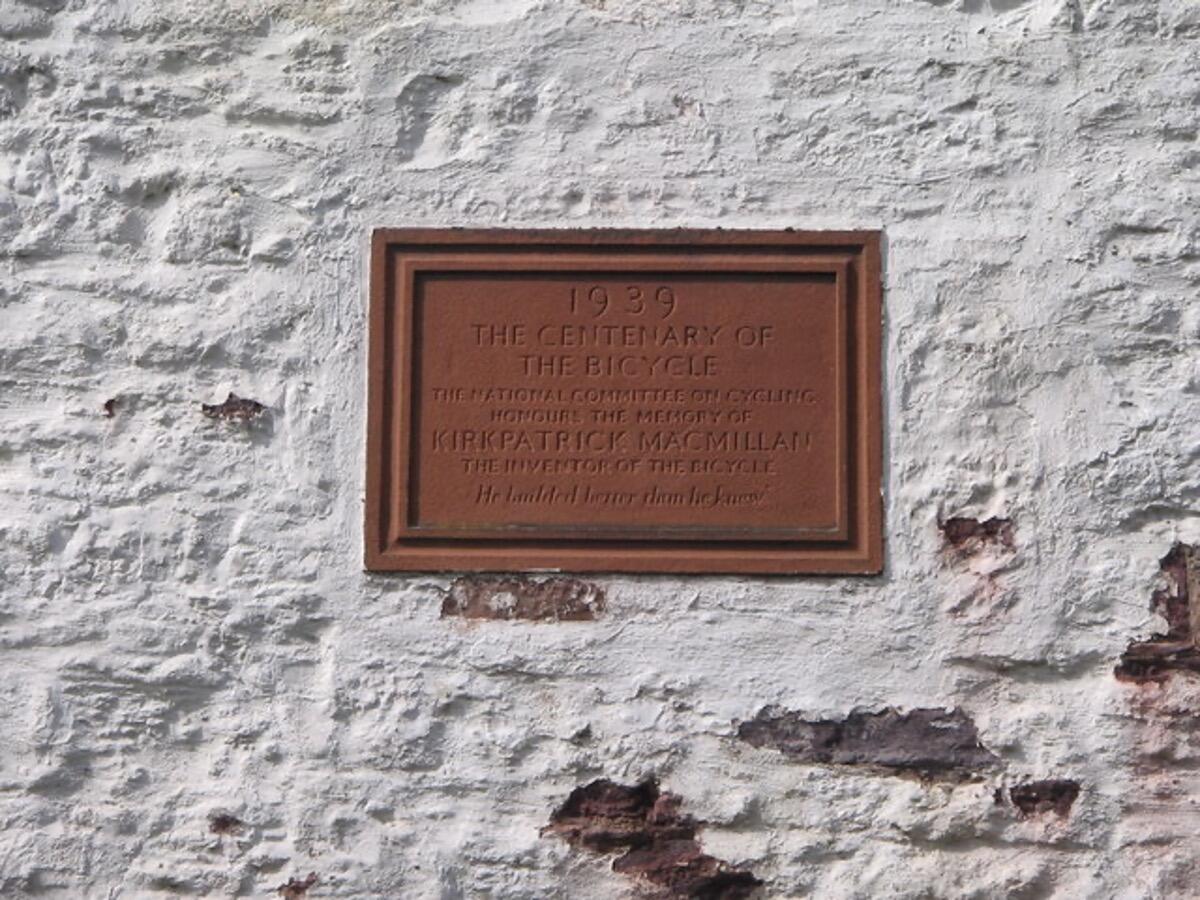 1939
THE CENTENARY OF
THE BICYCLE
THE NATIONAL COMMITTEE ON CYCLING
HONOURS THE MEMORY OF
KIRKPATRICK MACMILLAN
THE INVENTOR OF THE BICYCLE
"He builded better than he knew"